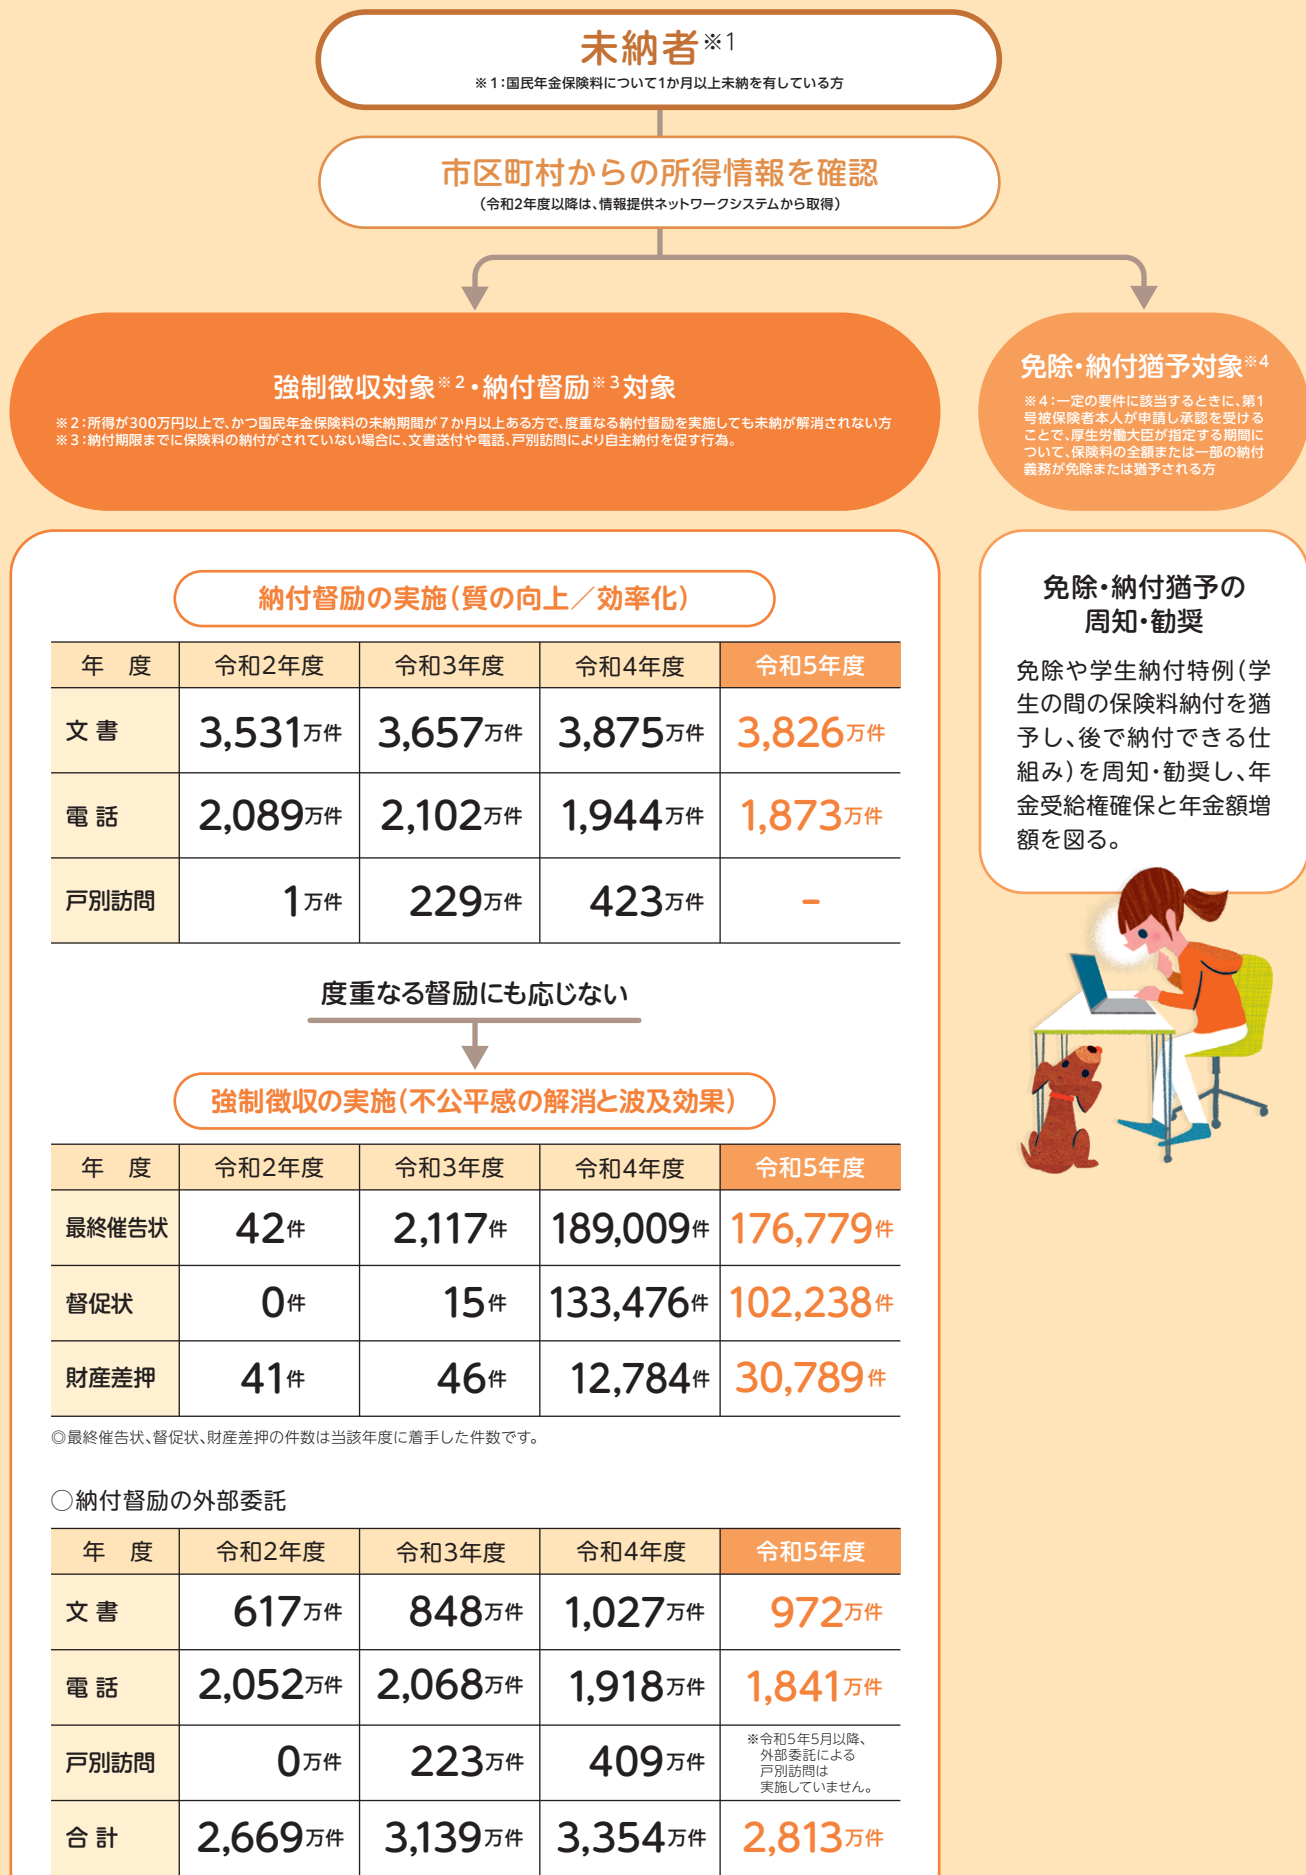 未納者※1
※1:国民年金保険料について1か月以上未納を有している方
市区町村からの所得情報を確認
(令和2年度以降は、情報提供ネットワークシステムから取得)
強制徴収対象※2・納付督励※3対象
※2:所得が300万円以上で、かつ国民年金保険料の未納期間が7か月以上ある方で、度重なる納付督励を実施しても未納が解消されない方
※3:納付期限までに保険料の納付がされていない場合に、文書送付や電話、戸別訪問により自主納付を促す行為。
免除・納付猶予対象※4
※4:一定の要件に該当するときに、第1
号被保険者本人が申請し承認を受ける
ことで、厚生労働大臣が指定する期間に
ついて、保険料の全額または一部の納付
義務が免除または猶予される方
納付督励の実施(質の向上/効率化)
年 度 令和2年度 令和3年度 令和4年度 令和5年度
文書 3,531万件 3,657万件 3,875万件 3,826万件
電話 2,089万件 2,102万件 1,944万件 1,873万件
戸別訪問 1万件 229万件 423万件 -
度重なる督励にも応じない
強制徴収の実施(不公平感の解消と波及効果)
年 度 令和2年度 令和3年度 令和4年度 令和5年度
最終催告状 42件 2,117件 189,009件 176,779件
督促状 0件 15件 133,476件 102,238件
財産差押 41件 46件 12,784件 30,789件
◎最終催告状、督促状、財産差押の件数は当該年度に着手した件数です。
○納付督励の外部委託
年 度 令和2年度 令和3年度 令和4年度 令和5年度
文書 617万件 848万件 1,027万件 972万件
電話 2,052万件 2,068万件 1,918万件 1,841万件
戸別訪問 0万件 223万件 409万件
※令和5年5月以降、
外部委託による
戸別訪問は
実施していません。
合計 2,669万件 3,139万件 3,354万件 2,813万件
免除・納付猶予の
周知・勧奨
免除や学生納付特例(学
生の間の保険料納付を猶
予し、後で納付できる仕
組み)を周知・勧奨し、年
金受給権確保と年金額増
額を図る。